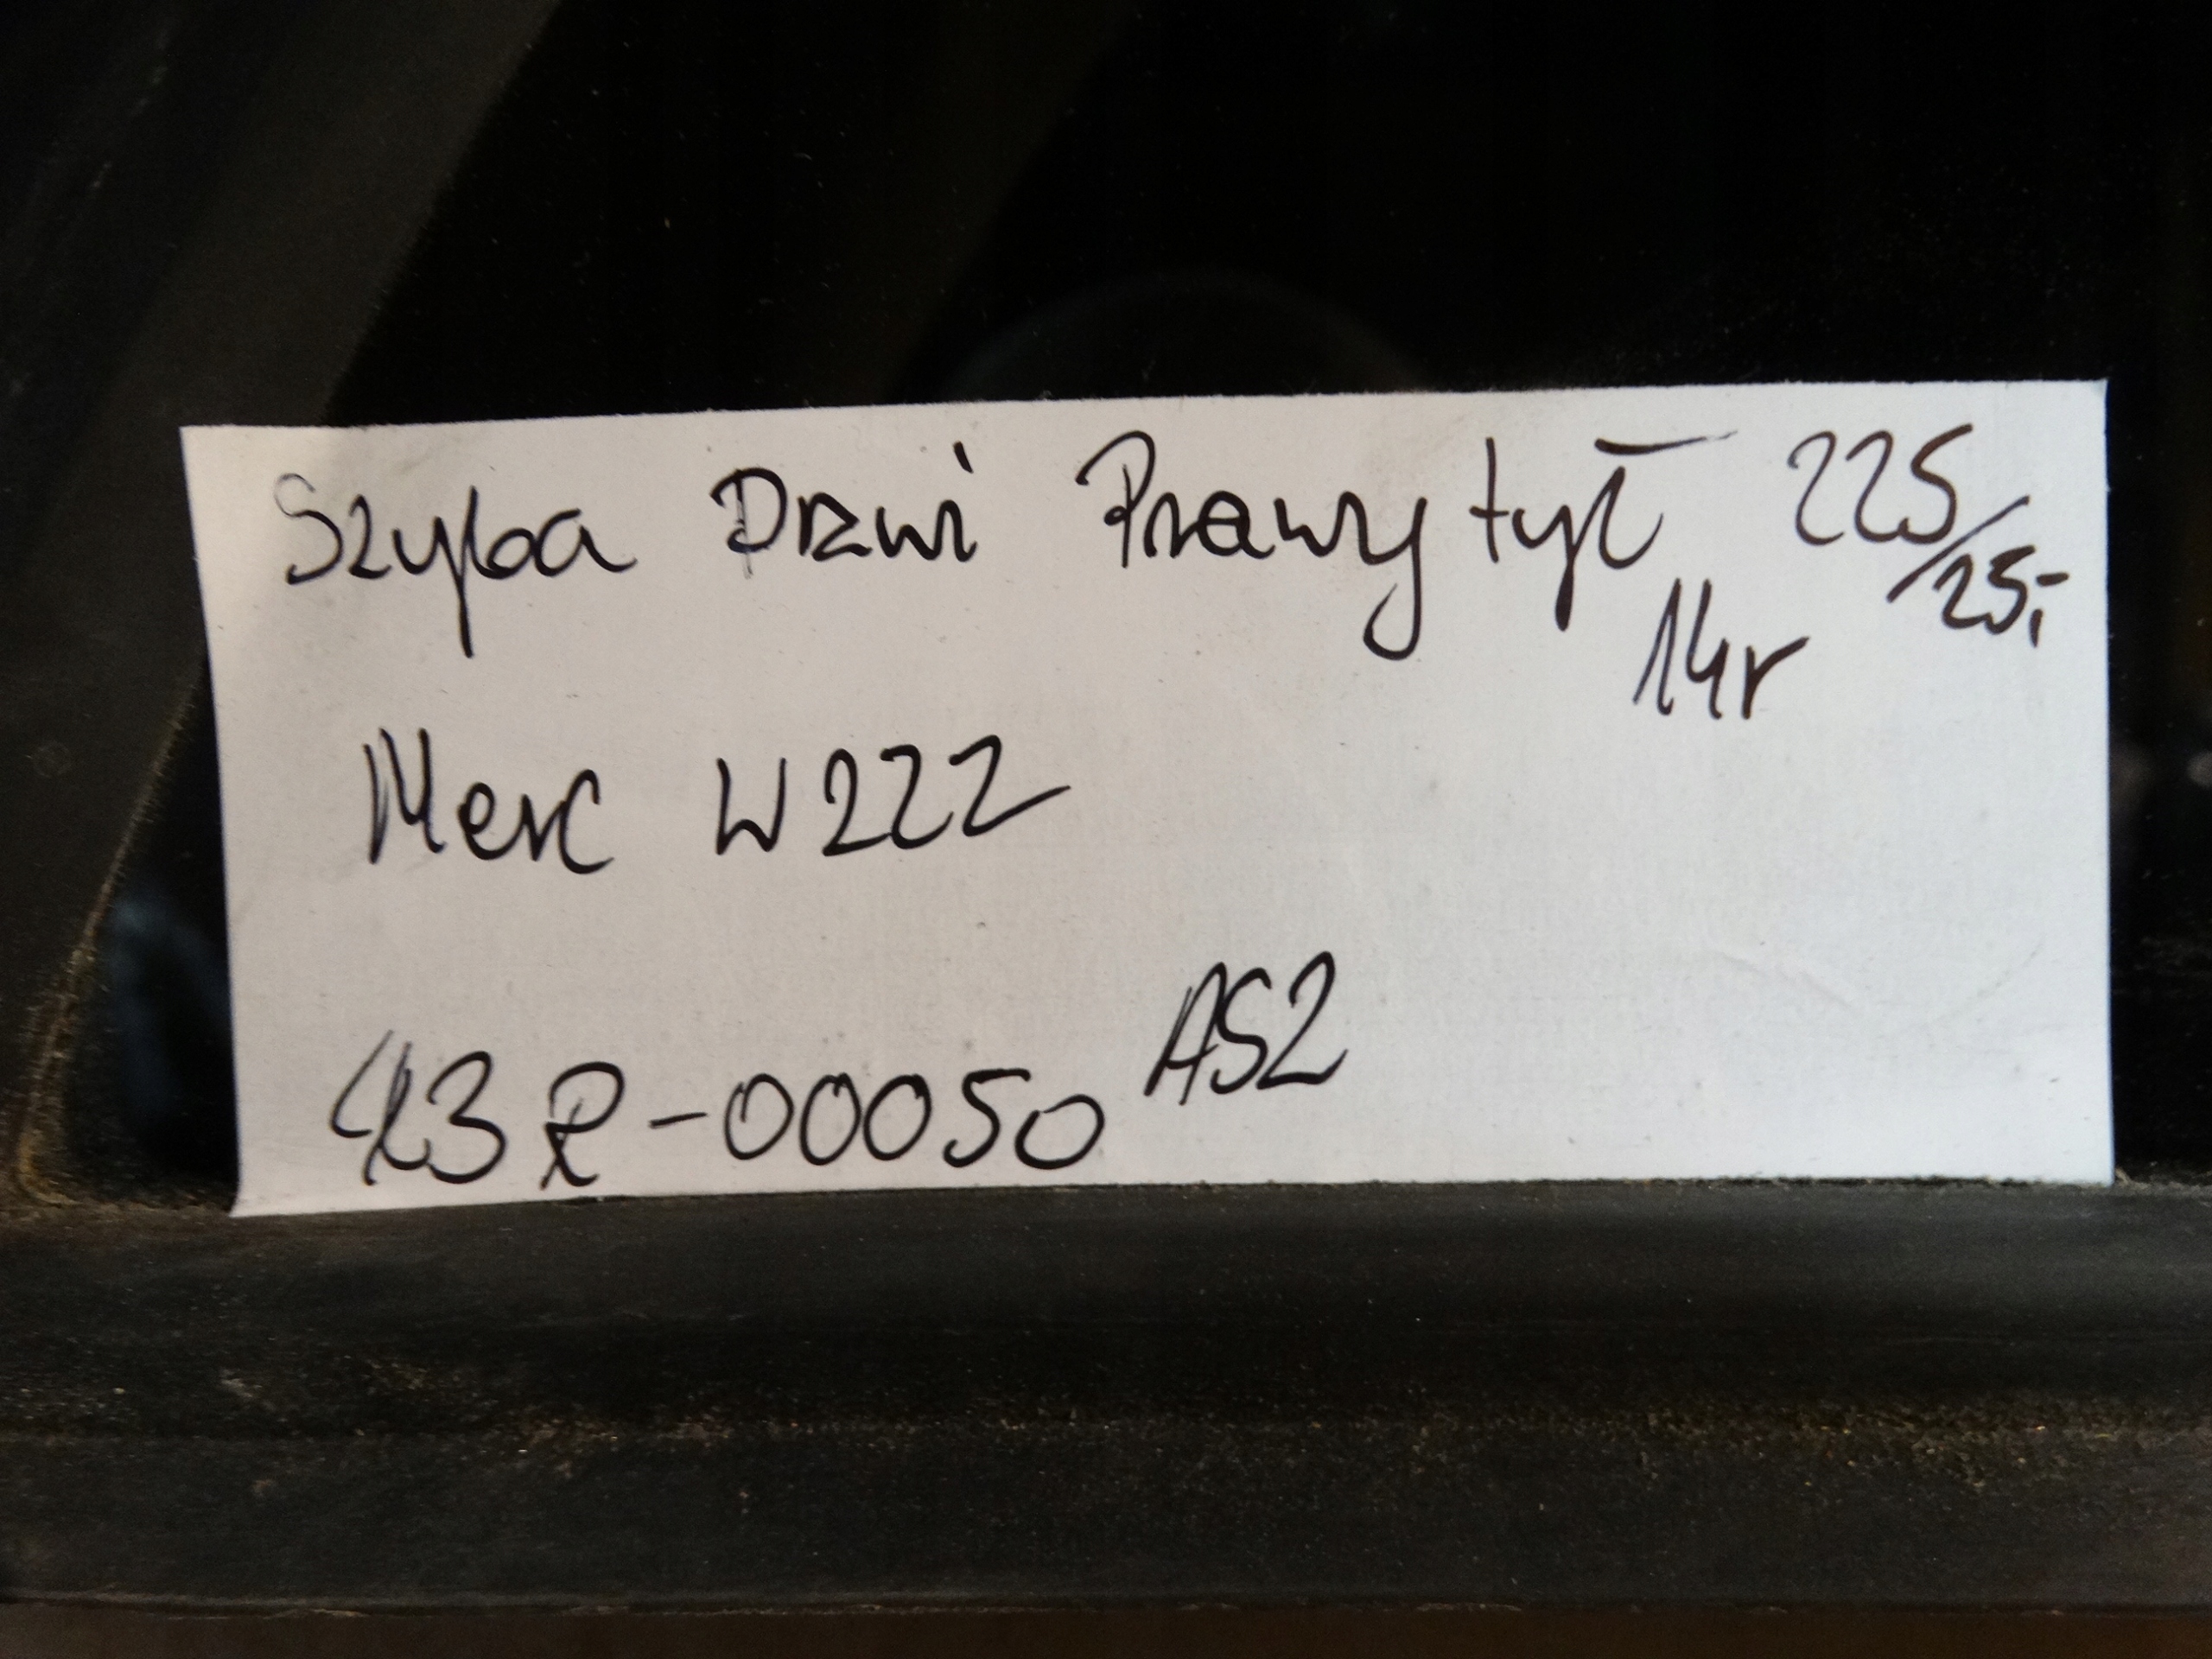 Szyba Drzwi Prawy tył 225/25,-
14r
Merc W222
43R-00050 AS2